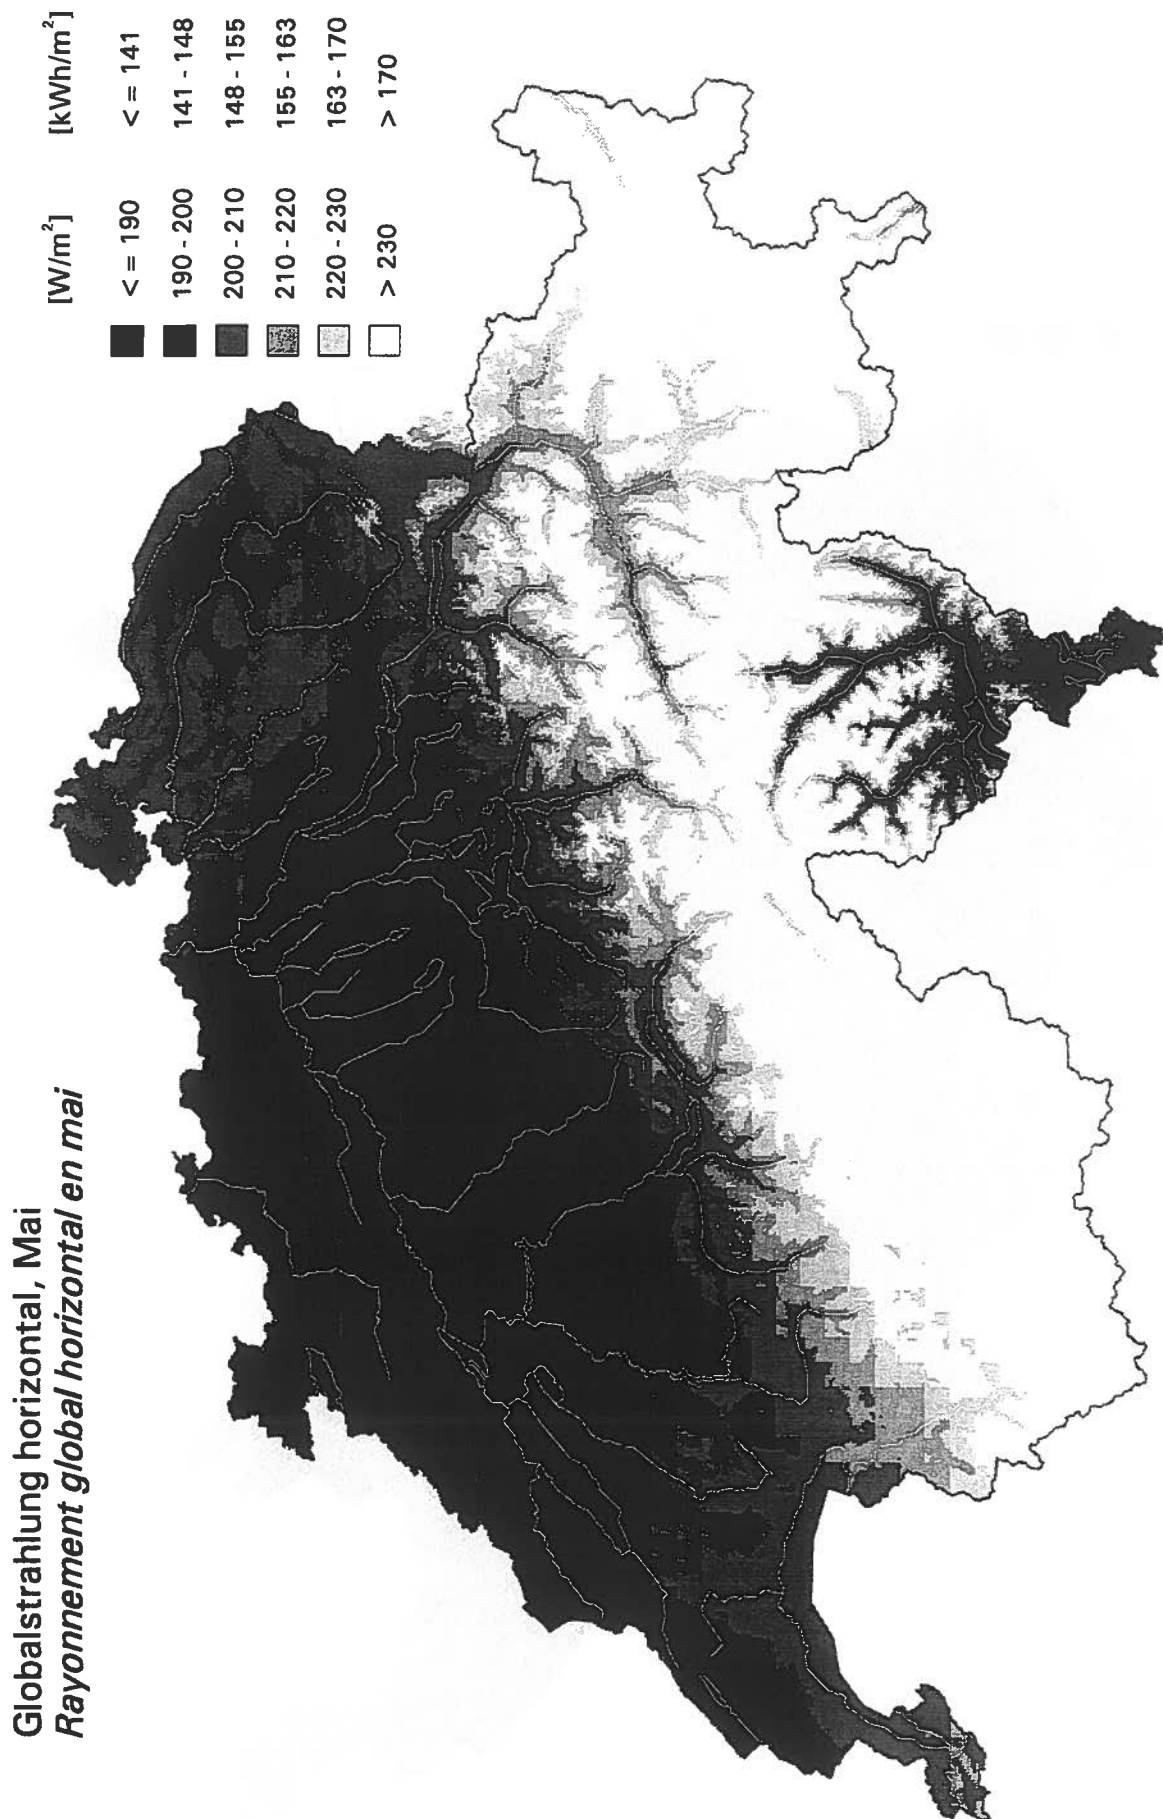 Globalstrahlung horizontal, Mai
Rayonnement global horizontal en mai
[W/m²] [kWh/m²]
< = 190 < = 141
190 - 200 141 - 148
200 - 210 148 - 155
210 - 220 155 - 163
220 - 230 163 - 170
> 230 > 170